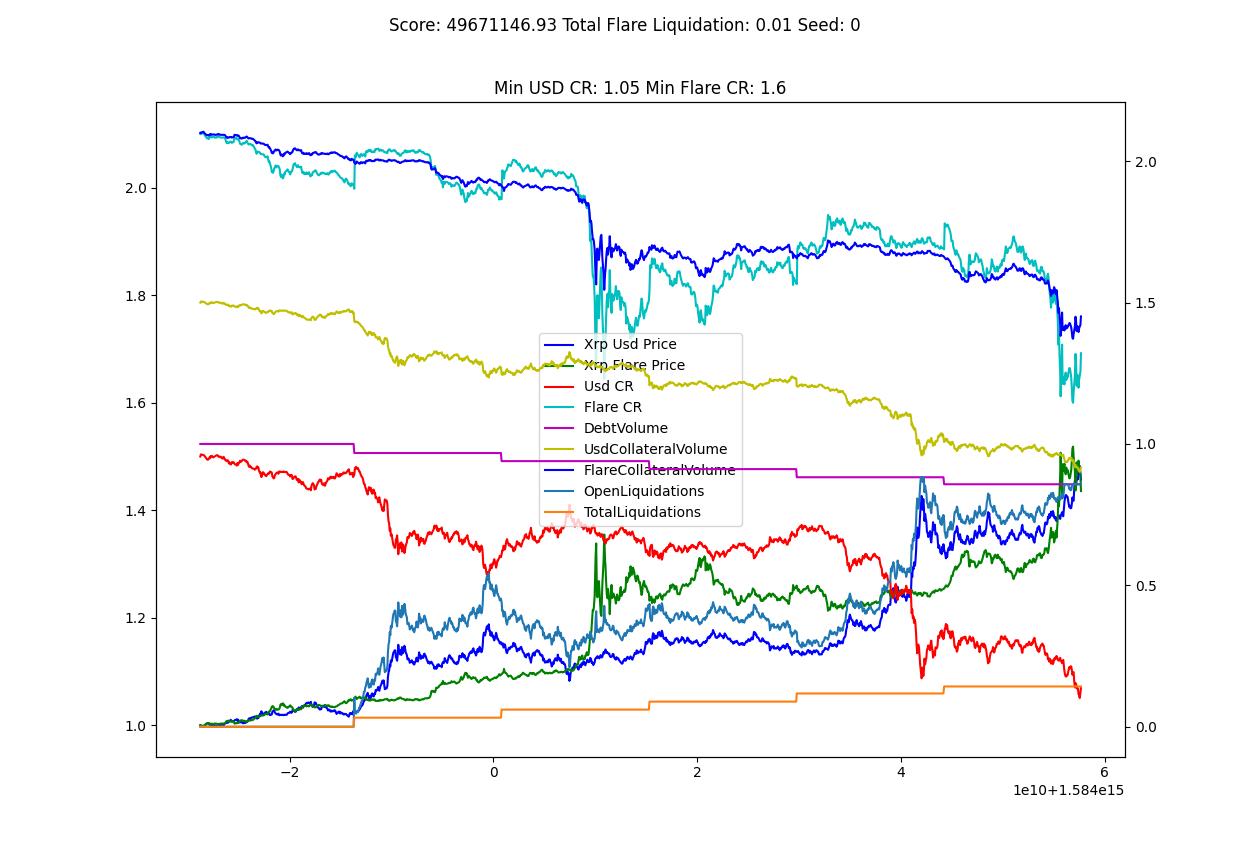 Score: 49671146.93 Total Flare Liquidation: 0.01 Seed: 0
Min USD CR: 1.05 Min Flare CR: 1.6
2.0
1.8
1.6
1.4
1.2
1.0
2.0
1.5
1.0
0.5
0.0
Xrp Usd Price
Xrp Flare Price
Usd CR
Flare CR
DebtVolume
UsdCollateralVolume
FlareCollateralVolume
OpenLiquidations
TotalLiquidations
−2 0 2 4 6
1e10+1.584e15